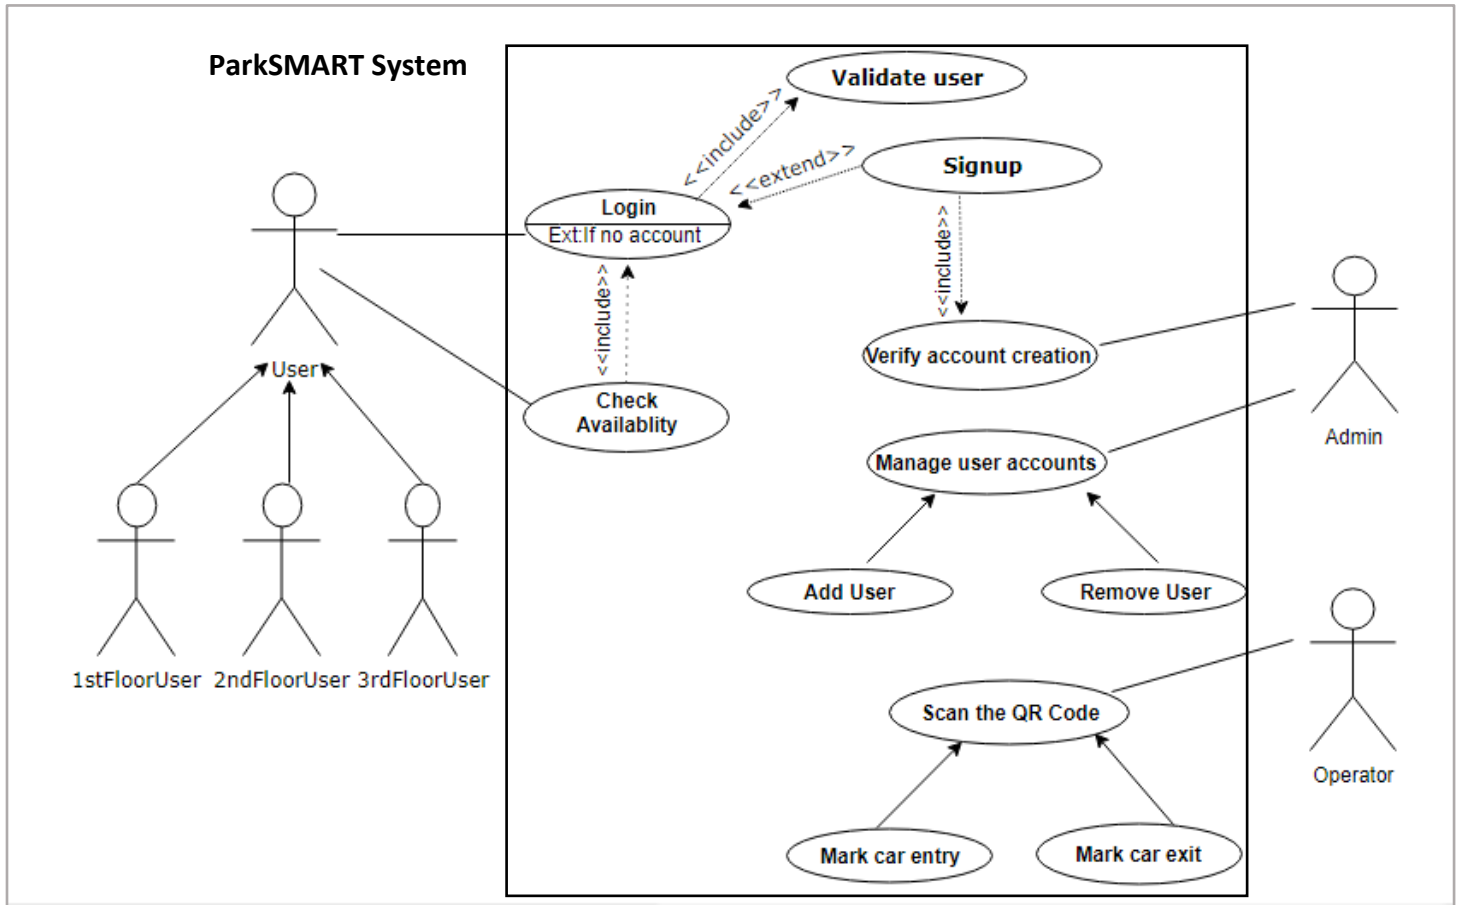 ParkSMART System
Validate user
<<include>>
<<extend>>
Signup
Login
Ext:If no account
<<include>>
<<include>>
Verify account creation
User
Check
Availablity
Admin
Manage user accounts
Add User
Remove User
1stFloorUser 2ndFloorUser 3rdFloorUser
Scan the QR Code
Operator
Mark car entry
Mark car exit